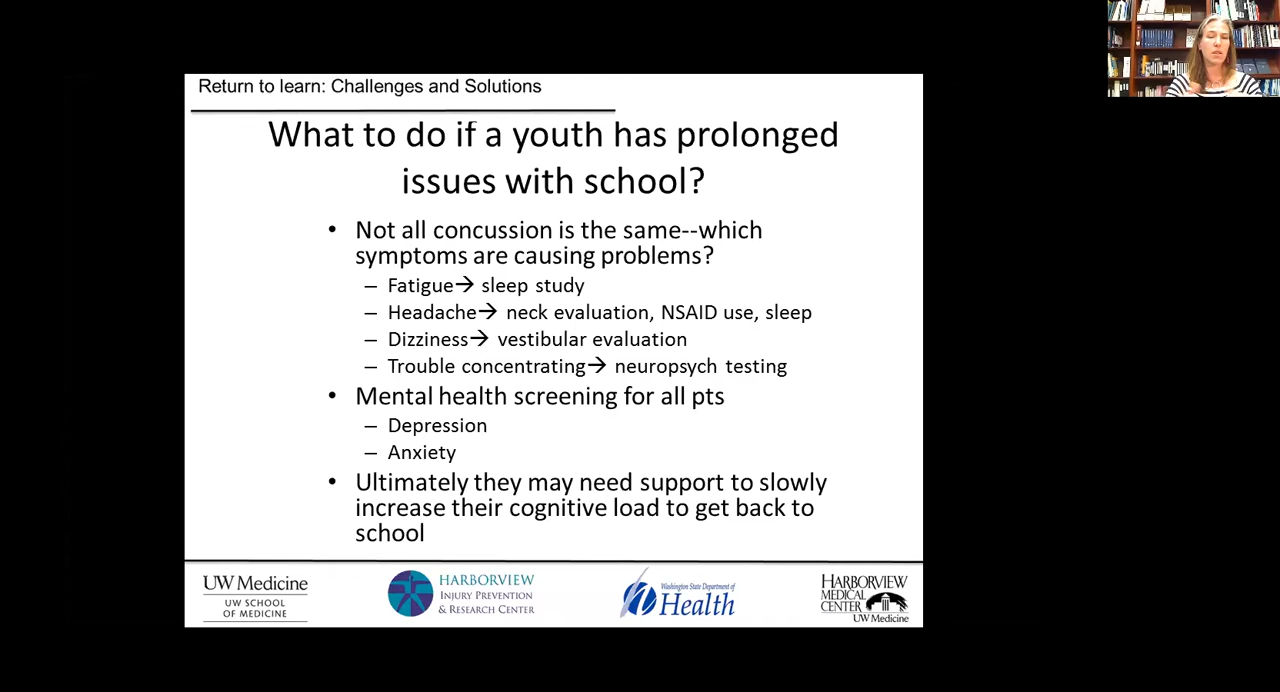 Return to learn: Challenges and Solutions
What to do if a youth has prolonged
issues with school?
• Not all concussion is the same--which
symptoms are causing problems?
– Fatigue→ sleep study
– Headache→ neck evaluation, NSAID use, sleep
– Dizziness→ vestibular evaluation
– Trouble concentrating→ neuropsych testing
• Mental health screening for all pts
– Depression
– Anxiety
• Ultimately they may need support to slowly
increase their cognitive load to get back to
school
UW Medicine
UW SCHOOL
OF MEDICINE
HARBORVIEW
INJURY PREVENTION
& RESEARCH CENTER
Washington State Department of
Health
HARBORVIEW
MEDICAL
CENTER
UW Medicine